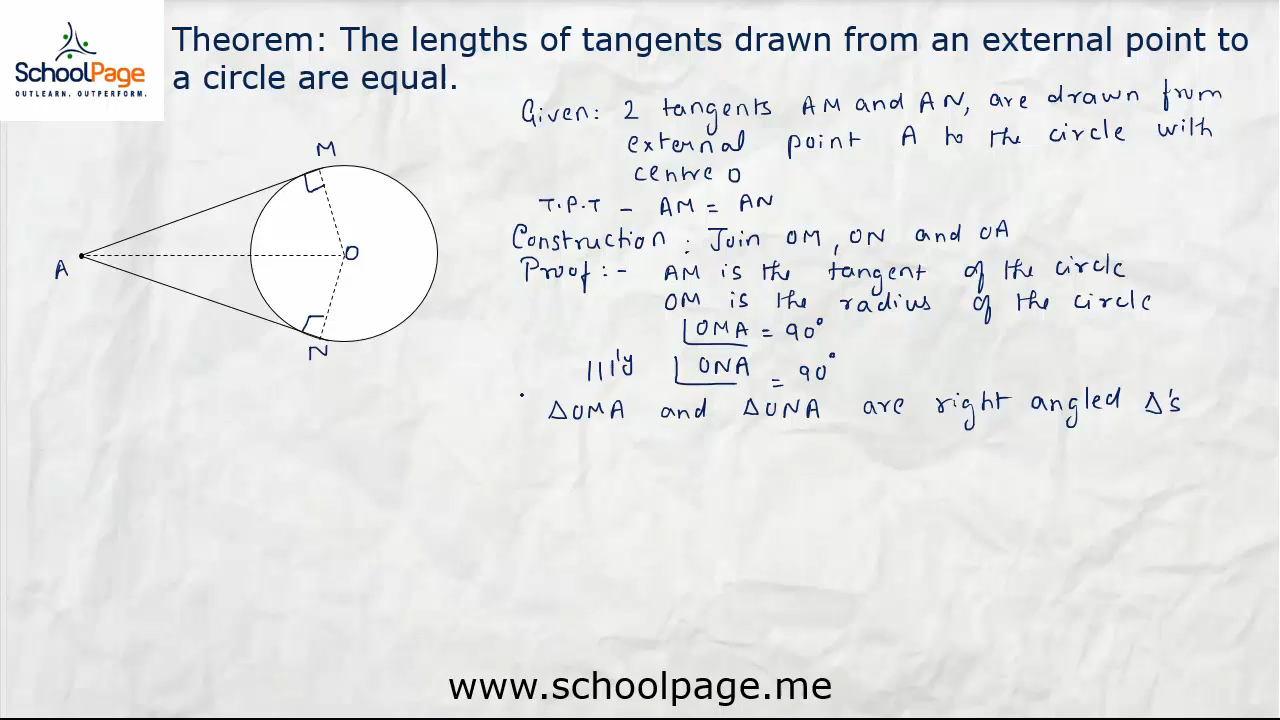 SchoolPage
OUTLEARN. OUTPERFORM.
Theorem: The lengths of tangents drawn from an external point to
a circle are equal.
Given: 2 tangents AM and AN, are drawn from
external point A to the circle with
centre O
T.P.T - AM = AN
Construction : Join OM, ON and OA
Proof :- AM is the tangent of the circle
OM is the radius of the circle
∠OMA = 90°
|||ly ∠ONA = 90°
ΔOMA and ΔONA are right angled Δ's
M
A
O
N
www.schoolpage.me